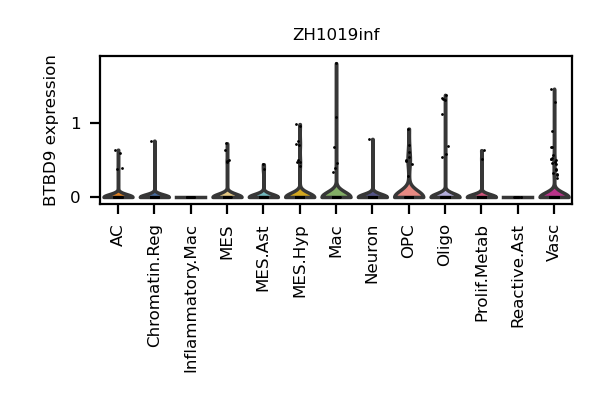 ZH1019inf
BTBD9 expression
1
0
AC
Chromatin.Reg
Inflammatory.Mac
MES
MES.Ast
MES.Hyp
Mac
Neuron
OPC
Oligo
Prolif.Metab
Reactive.Ast
Vasc